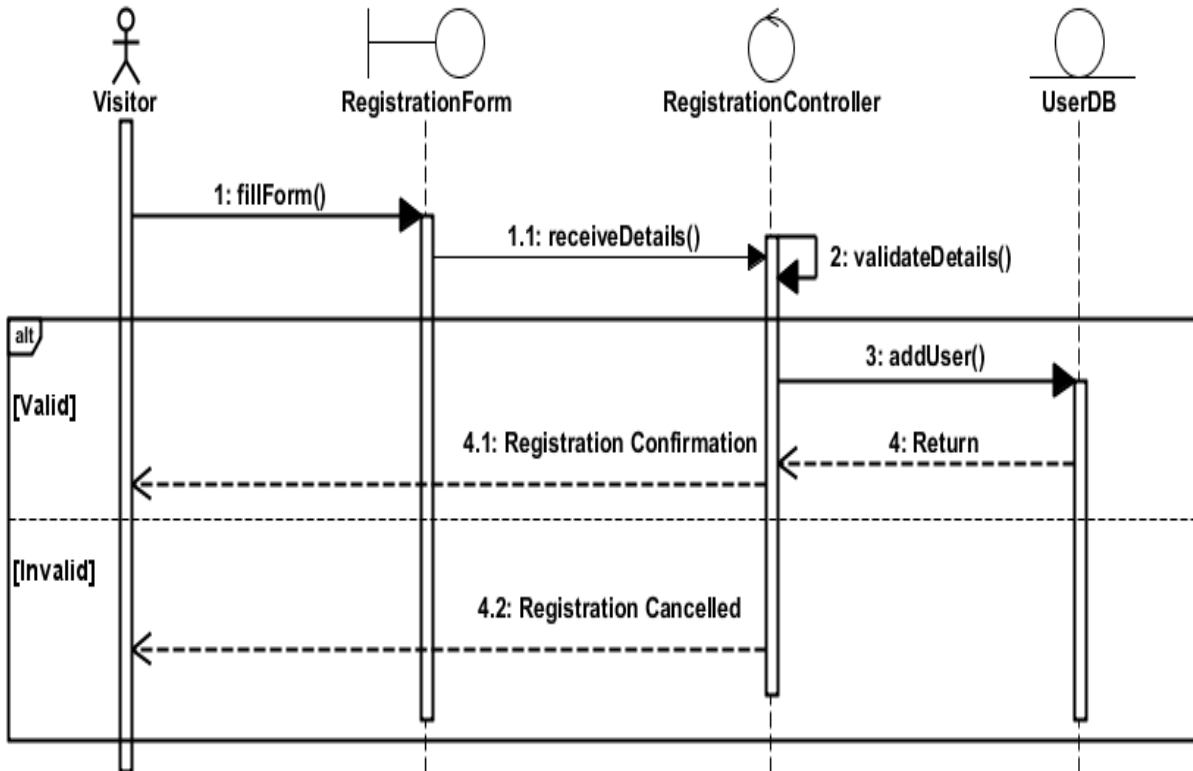 Visitor
RegistrationForm
RegistrationController
UserDB
1: fillForm()
1.1: receiveDetails()
2: validateDetails()
alt
3: addUser()
[Valid]
4.1: Registration Confirmation
4: Return
[Invalid]
4.2: Registration Cancelled